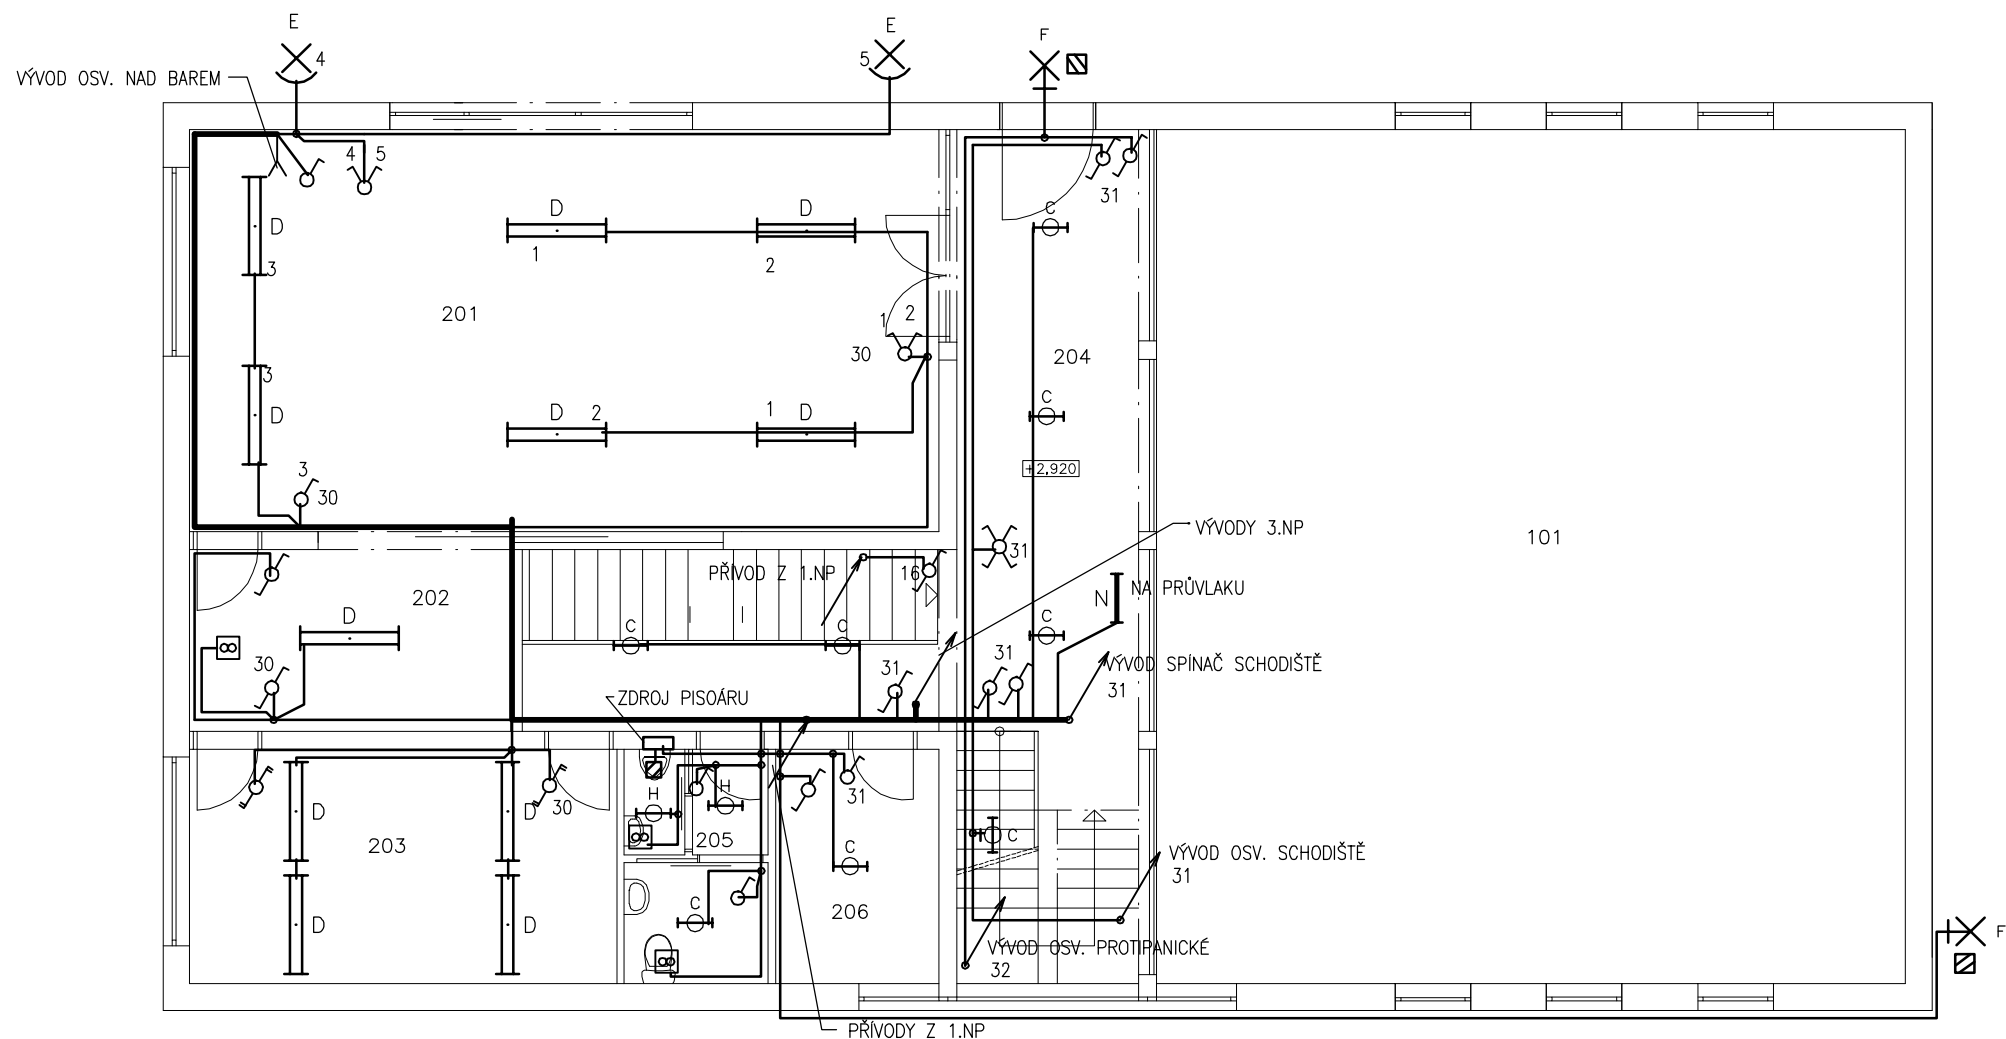 E
E
F
4
5
VÝVOD OSV. NAD BAREM
4 5
31
D
D
D
C
1
2
3
201
1 2
30
204
3
D
D 2
1 D
C
+2,920
3
30
31
VÝVODY 3.NP
101
PŘÍVOD Z 1.NP
16
NA PRŮVLAKU
N
202
D
C
C
C
30
31
31
VÝVOD SPÍNAČ SCHODIŠTĚ
31
ZDROJ PISOÁRU
H
H
30
31
D
D
203
205
C
C
VÝVOD OSV. SCHODIŠTĚ
31
C
206
D
D
F
VÝVOD OSV. PROTIPANICKÉ
32
PŘÍVODY Z 1.NP